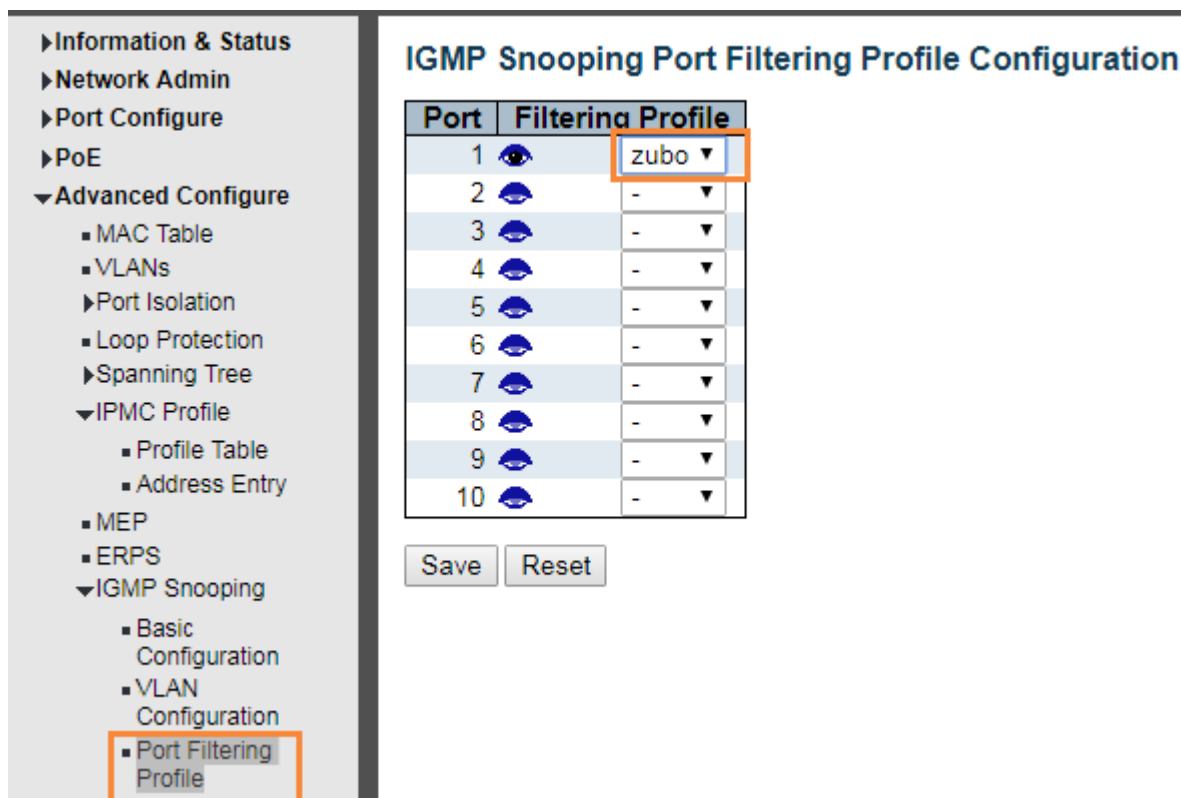 Information & Status
Network Admin
Port Configure
PoE
Advanced Configure
MAC Table
VLANs
Port Isolation
Loop Protection
Spanning Tree
IPMC Profile
Profile Table
Address Entry
MEP
ERPS
IGMP Snooping
Basic
Configuration
VLAN
Configuration
Port Filtering
Profile
IGMP Snooping Port Filtering Profile Configuration
Port Filtering Profile
1 zubo
2 -
3 -
4 -
5 -
6 -
7 -
8 -
9 -
10 -
Save Reset